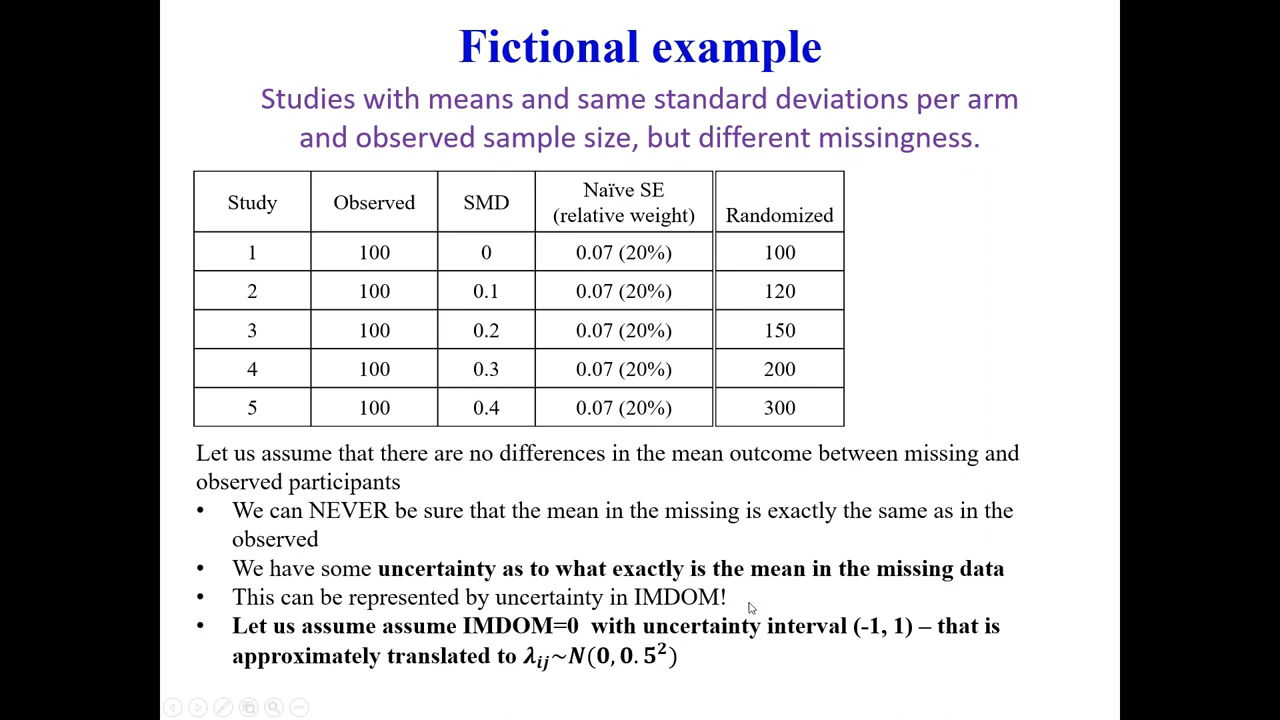 Fictional example
Studies with means and same standard deviations per arm
and observed sample size, but different missingness.
Study Observed SMD Naïve SE (relative weight) Randomized
1 100 0 0.07 (20%) 100
2 100 0.1 0.07 (20%) 120
3 100 0.2 0.07 (20%) 150
4 100 0.3 0.07 (20%) 200
5 100 0.4 0.07 (20%) 300
Let us assume that there are no differences in the mean outcome between missing and
observed participants
• We can NEVER be sure that the mean in the missing is exactly the same as in the
observed
• We have some uncertainty as to what exactly is the mean in the missing data
• This can be represented by uncertainty in IMDOM!
• Let us assume assume IMDOM=0 with uncertainty interval (-1, 1) – that is
approximately translated to λij~N(0, 0.5²)